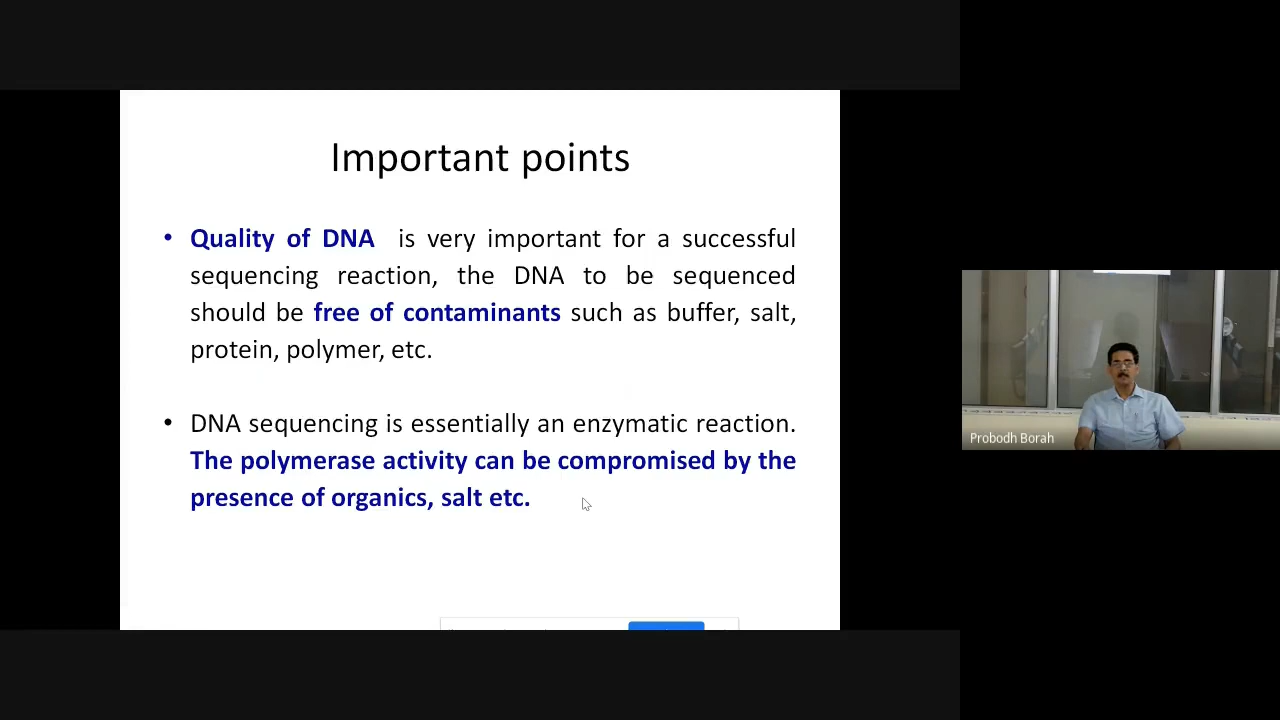 Important points
• Quality of DNA is very important for a successful
sequencing reaction, the DNA to be sequenced
should be free of contaminants such as buffer, salt,
protein, polymer, etc.
• DNA sequencing is essentially an enzymatic reaction.
The polymerase activity can be compromised by the
presence of organics, salt etc.
Probodh Borah